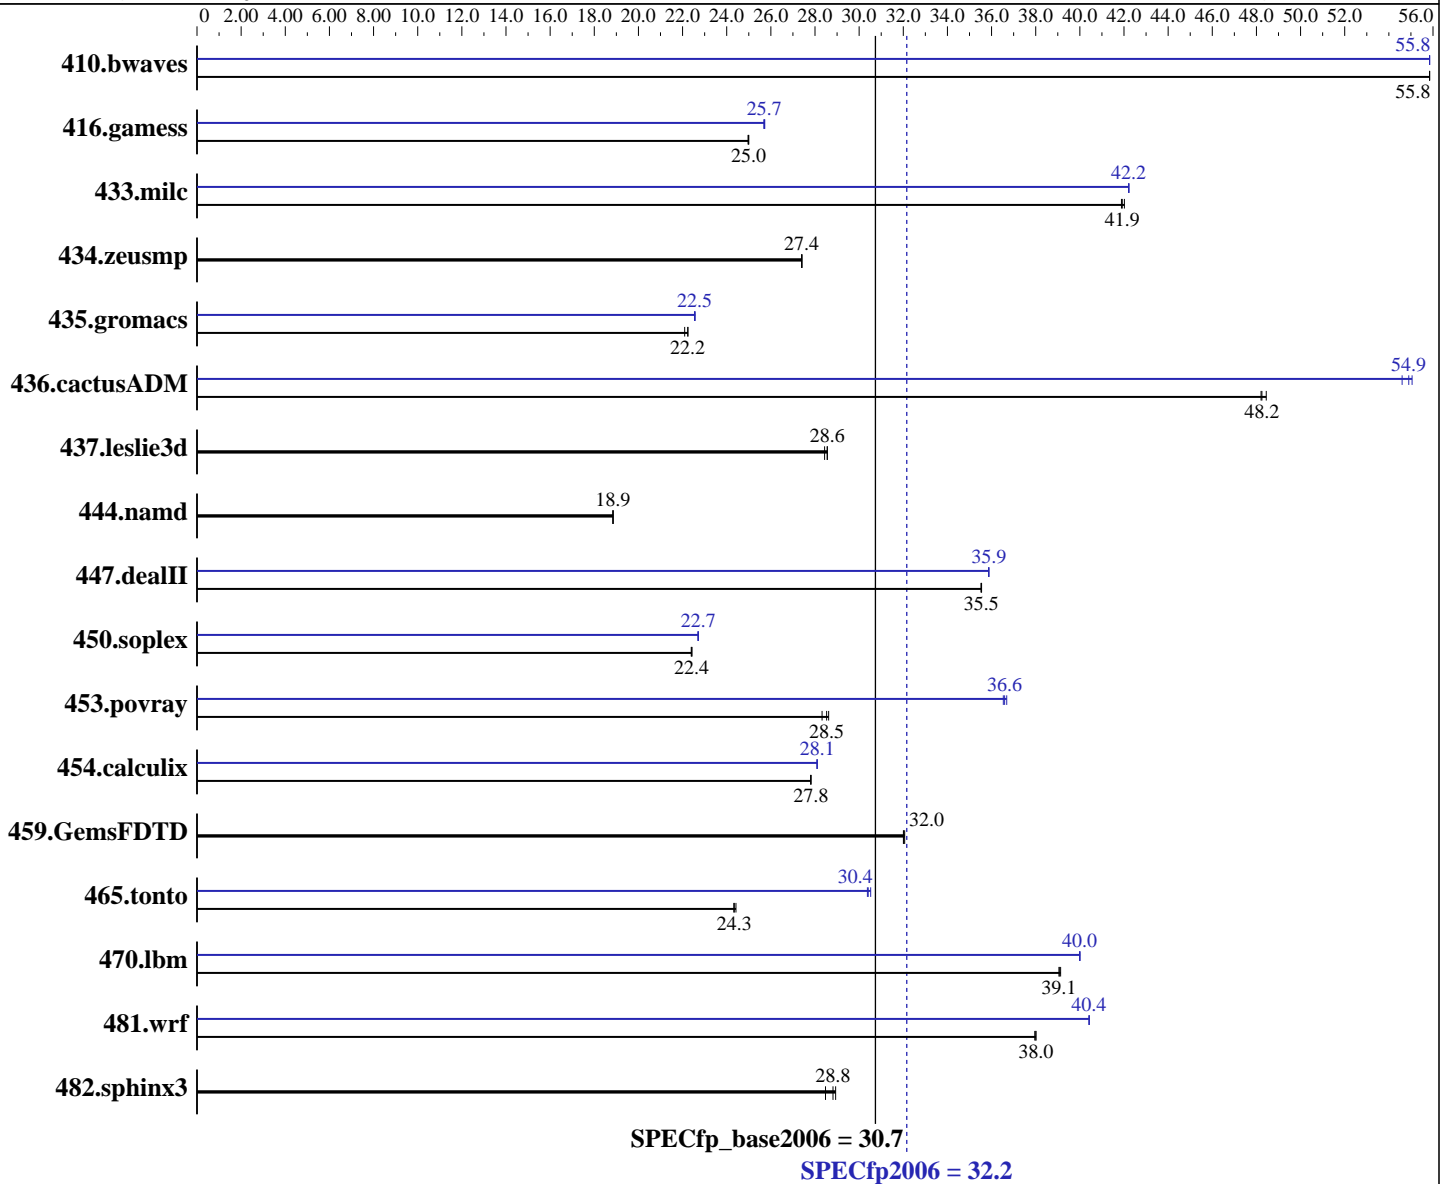 0 2.00 4.00 6.00 8.00 10.0 12.0 14.0 16.0 18.0 20.0 22.0 24.0 26.0 28.0 30.0 32.0 34.0 36.0 38.0 40.0 42.0 44.0 46.0 48.0 50.0 52.0 56.0
55.8
410.bwaves
55.8
25.7
416.gamess
25.0
42.2
433.milc
41.9
27.4
434.zeusmp
22.5
435.gromacs
22.2
54.9
436.cactusADM
48.2
28.6
437.leslie3d
18.9
444.namd
35.9
447.dealII
35.5
22.7
450.soplex
22.4
36.6
453.povray
28.5
28.1
454.calculix
27.8
32.0
459.GemsFDTD
30.4
465.tonto
24.3
40.0
470.lbm
39.1
40.4
481.wrf
38.0
28.8
482.sphinx3
SPECfp_base2006 = 30.7
SPECfp2006 = 32.2